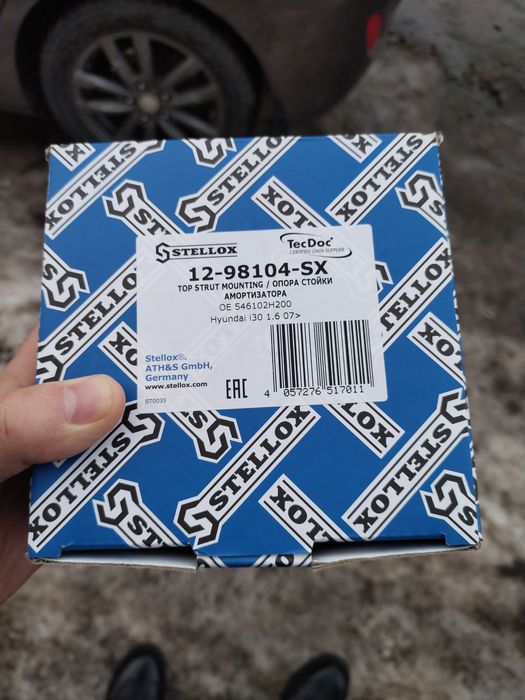 STELLOX
TecDoc
CERTIFIED DATA SUPPLIER
12-98104-SX
TOP STRUT MOUNTING / ОПОРА СТОЙКИ
АМОРТИЗАТОРА
OE 546102H200
Hyundai i30 1.6 07>
Stellox®.
ATH&S GmbH,
Germany
www.stellox.com
ST0035
EAC
4 057276 517011
STELLOX
STELLOX
STELLOX
STELLOX
STELLOX
STELLOX
STELLOX